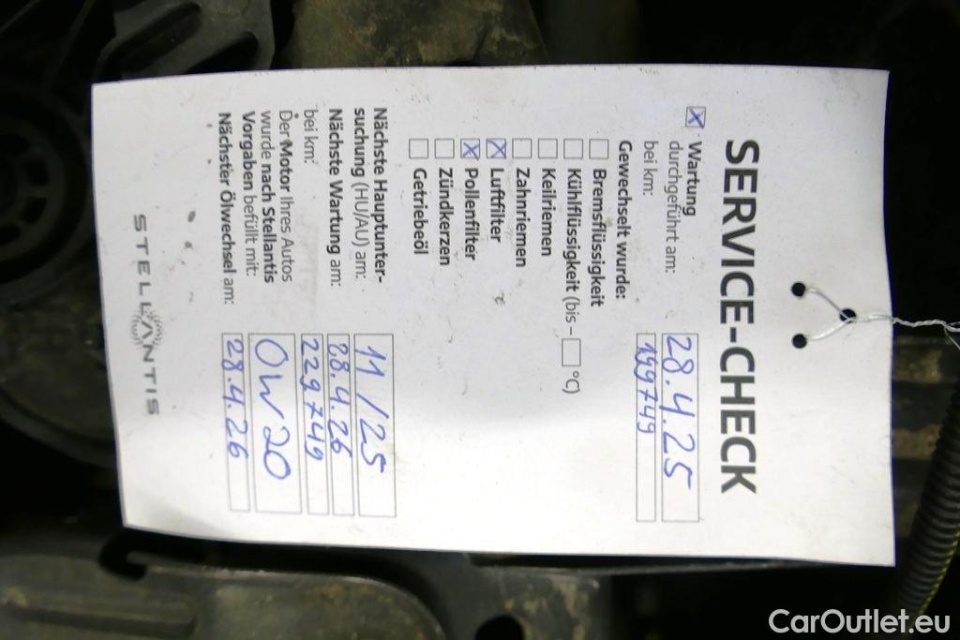 SERVICE-CHECK
☒ Wartung
durchgeführt am: 28.4.25
bei km: 199749
Gewechselt wurde:
☐ Bremsflüssigkeit
☐ Kühlflüssigkeit (bis – ☐ °C)
☐ Keilriemen
☐ Zahnriemen
☒ Luftfilter
☒ Pollenfilter
☐ Zündkerzen
☐ Getriebeöl
Nächste Hauptunter-
suchung (HU/AU) am: 11/25
Nächste Wartung am: 28.4.26
bei km: 229749
Der Motor Ihres Autos
wurde nach Stellantis
Vorgaben befüllt mit: 0W20
Nächster Ölwechsel am: 28.4.26
STELLANTIS
CarOutlet.eu